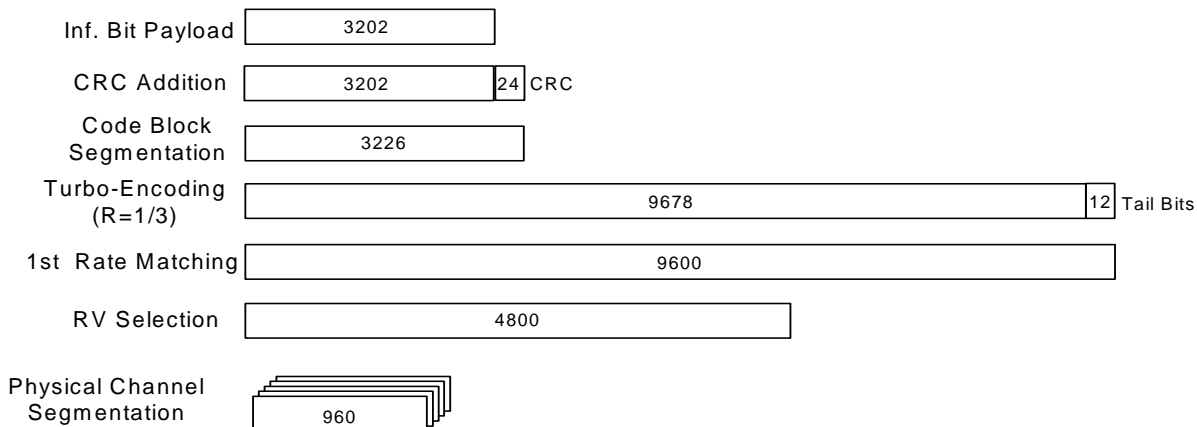 Inf. Bit Payload 3202
CRC Addition 3202 24 CRC
Code Block
Segmentation 3226
Turbo-Encoding
(R=1/3) 9678 12 Tail Bits
1st Rate Matching 9600
RV Selection 4800
Physical Channel
Segmentation 960